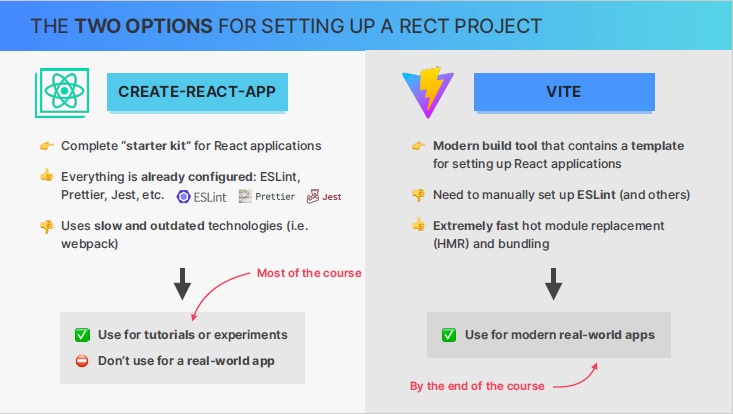 THE TWO OPTIONS FOR SETTING UP A RECT PROJECT
CREATE-REACT-APP
👉 Complete “starter kit” for React applications
👍 Everything is already configured: ESLint,
Prettier, Jest, etc. ESLint Prettier Jest
👎 Uses slow and outdated technologies (i.e.
webpack)
Most of the course
✅ Use for tutorials or experiments
⛔ Don’t use for a real-world app
VITE
👉 Modern build tool that contains a template
for setting up React applications
👎 Need to manually set up ESLint (and others)
👍 Extremely fast hot module replacement
(HMR) and bundling
✅ Use for modern real-world apps
By the end of the course